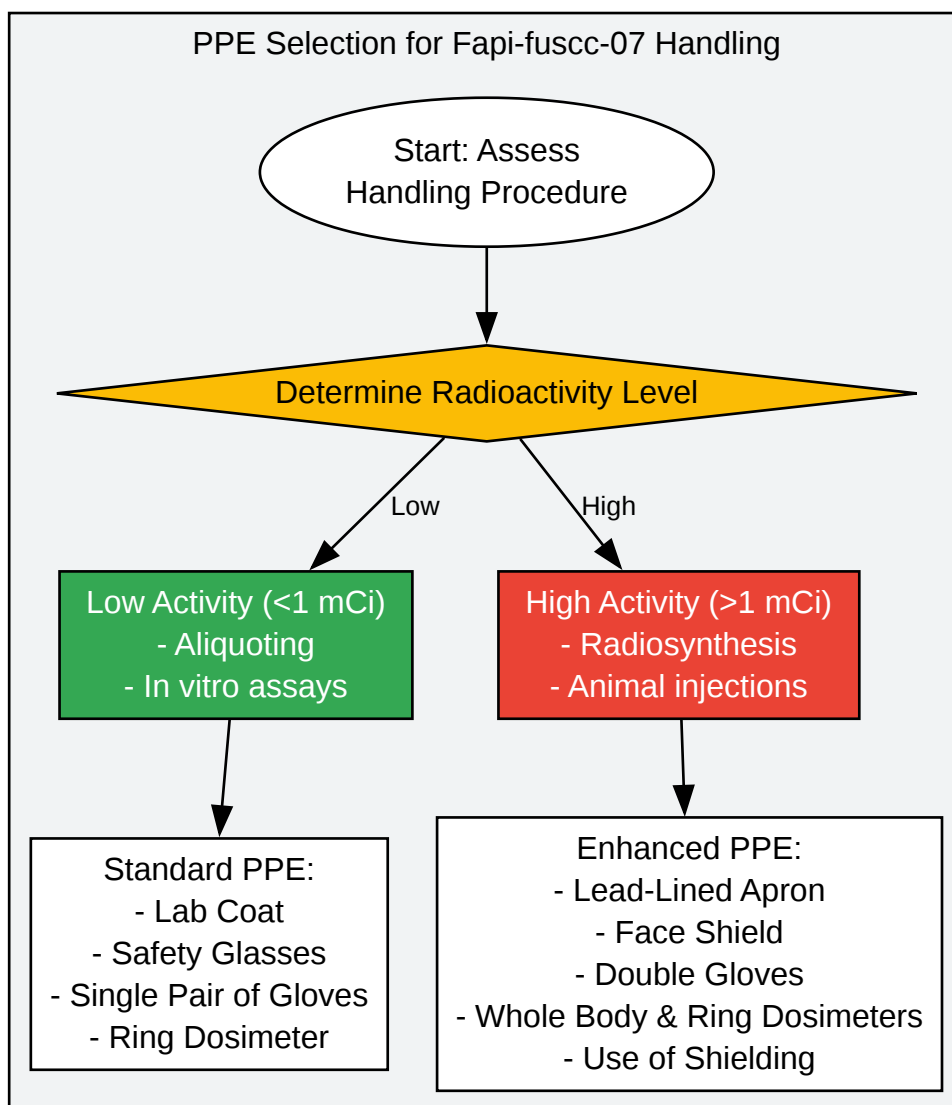 PPE Selection for Fapi-fuscc-07 Handling
Start: Assess
Handling Procedure
Determine Radioactivity Level
Low
High
Low Activity (<1 mCi)
- Aliquoting
- In vitro assays
High Activity (>1 mCi)
- Radiosynthesis
- Animal injections
Standard PPE:
- Lab Coat
- Safety Glasses
- Single Pair of Gloves
- Ring Dosimeter
Enhanced PPE:
- Lead-Lined Apron
- Face Shield
- Double Gloves
- Whole Body & Ring Dosimeters
- Use of Shielding